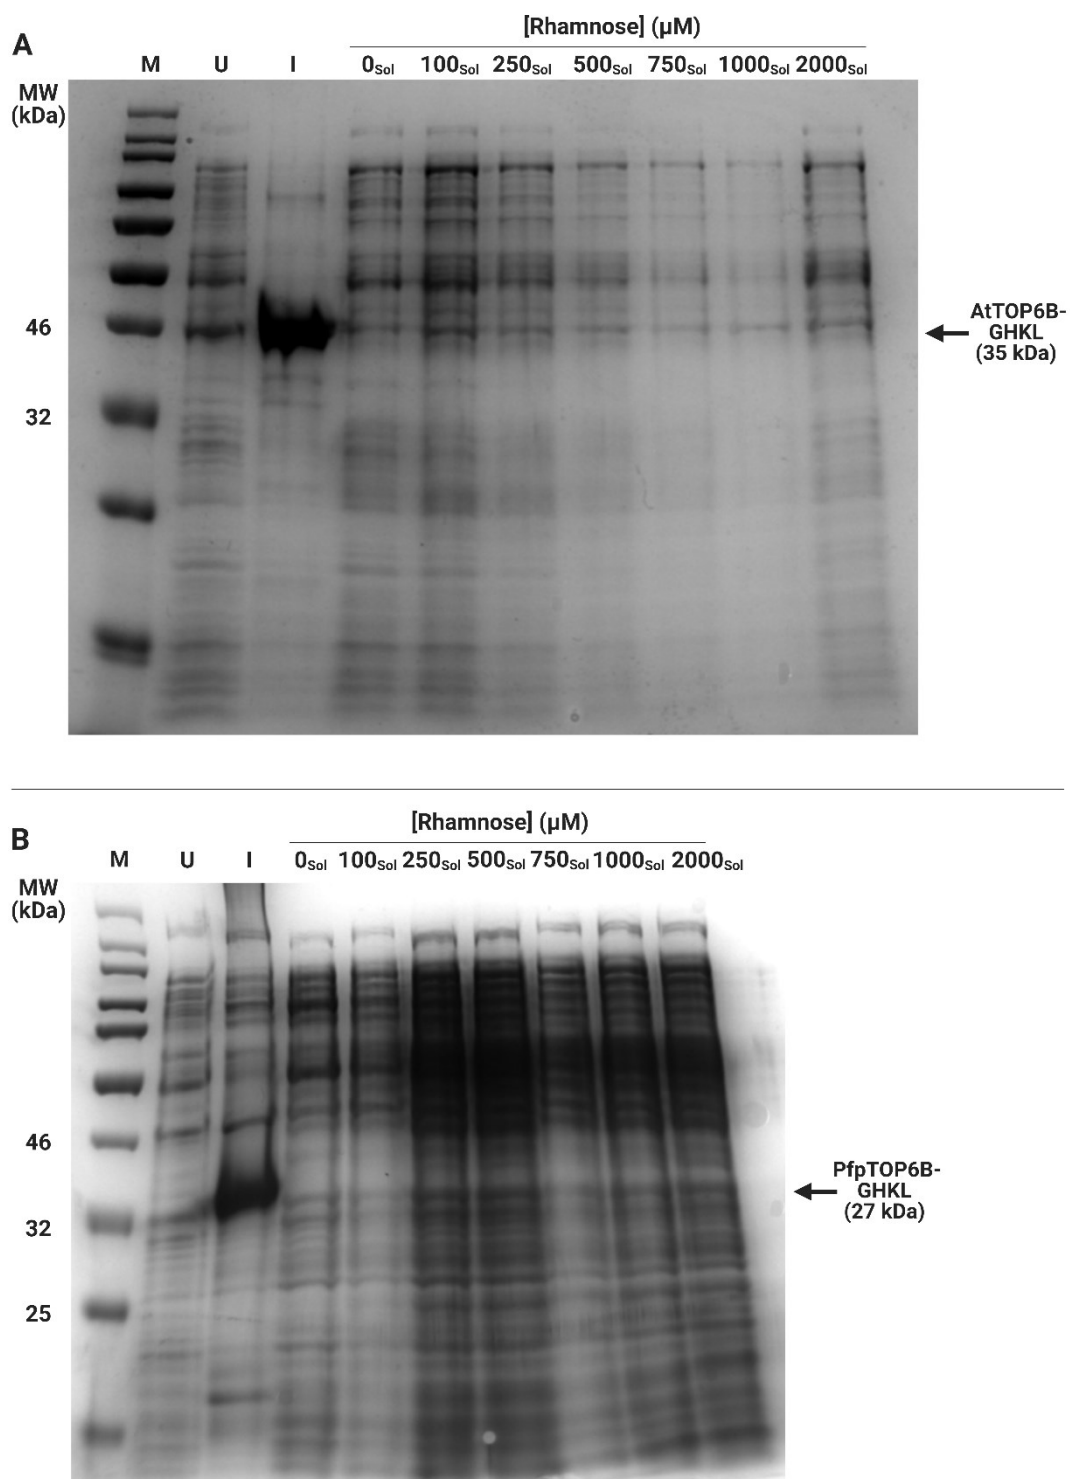 A
[Rhamnose] (µM)
M U I 0Sol 100Sol 250Sol 500Sol 750Sol 1000Sol 2000Sol
MW
(kDa)
46
32
AtTOP6B-
GHKL
(35 kDa)
B
[Rhamnose] (µM)
M U I 0Sol 100Sol 250Sol 500Sol 750Sol 1000Sol 2000Sol
MW
(kDa)
46
32
25
PfpTOP6B-
GHKL
(27 kDa)